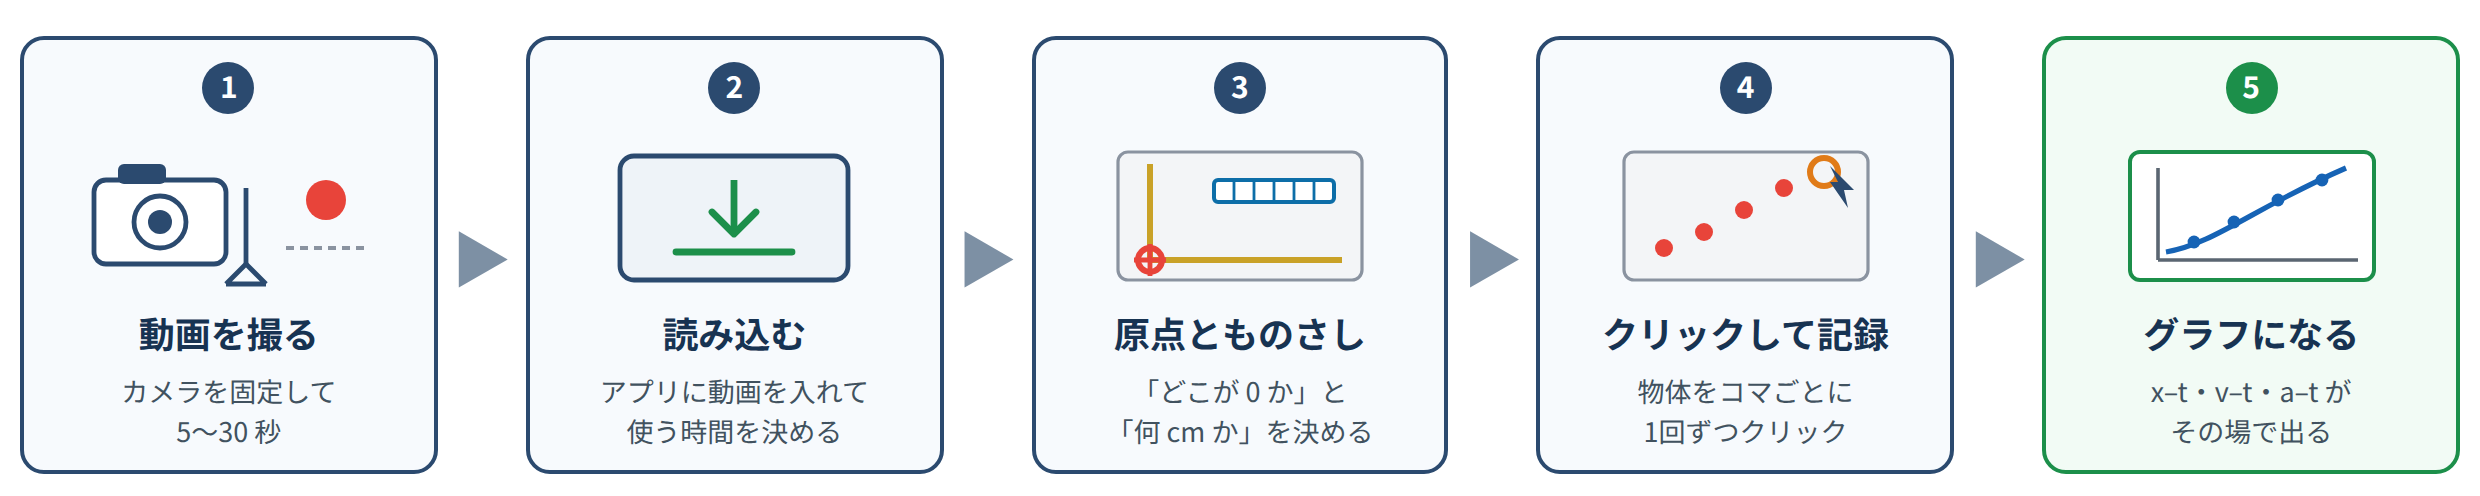 1
動画を撮る
カメラを固定して
5〜30 秒
2
読み込む
アプリに動画を入れて
使う時間を決める
3
原点とものさし
「どこが 0 か」と
「何 cm か」を決める
4
クリックして記録
物体をコマごとに
1回ずつクリック
5
グラフになる
x–t・v–t・a–t が
その場で出る